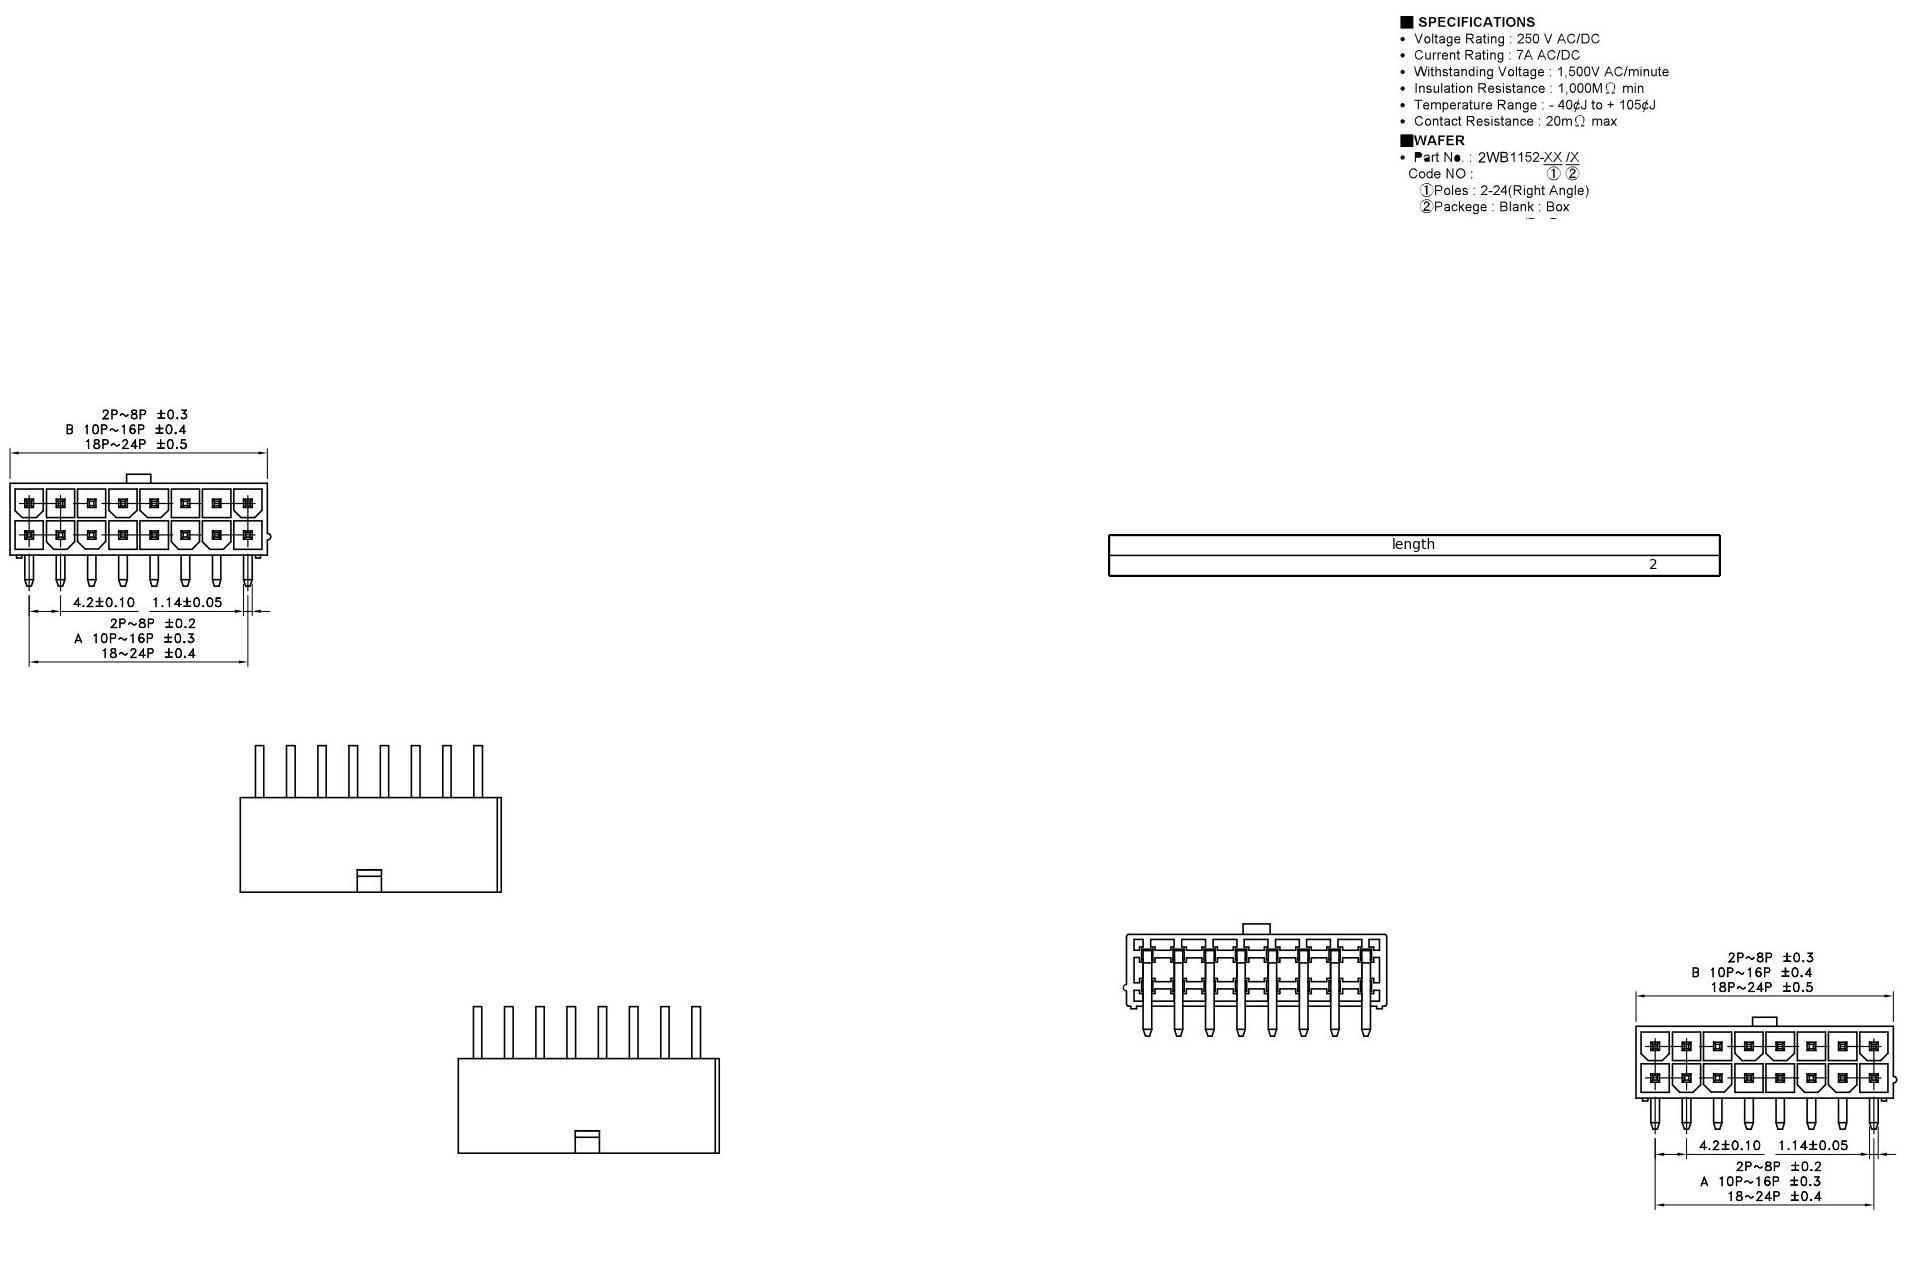 ■ SPECIFICATIONS
• Voltage Rating : 250 V AC/DC
• Current Rating : 7A AC/DC
• Withstanding Voltage : 1,500V AC/minute
• Insulation Resistance : 1,000MΩ min
• Temperature Range : - 40¢J to + 105¢J
• Contact Resistance : 20mΩ max
■WAFER
• Part No. : 2WB1152-XX /X
Code NO : ① ②
①Poles : 2-24(Right Angle)
②Packege : Blank : Box
2P~8P ±0.3
B 10P~16P ±0.4
18P~24P ±0.5
4.2±0.10 1.14±0.05
2P~8P ±0.2
A 10P~16P ±0.3
18~24P ±0.4
length
2
2P~8P ±0.3
B 10P~16P ±0.4
18P~24P ±0.5
4.2±0.10 1.14±0.05
2P~8P ±0.2
A 10P~16P ±0.3
18~24P ±0.4